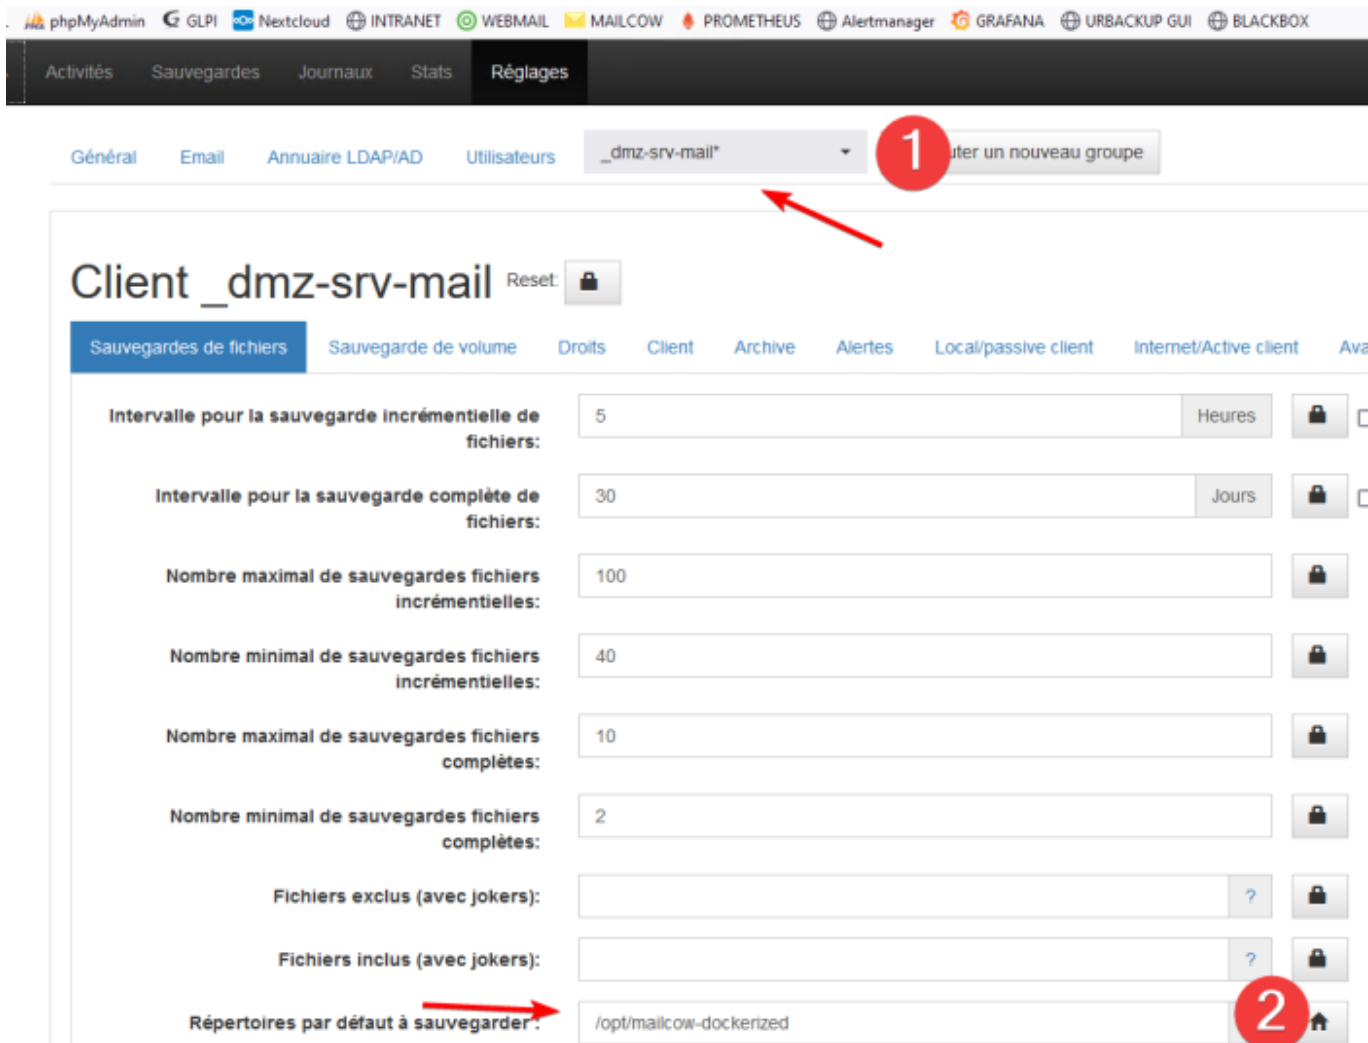 phpMyAdmin GLPI Nextcloud INTRANET WEBMAIL MAILCOW PROMETHEUS Alertmanager GRAFANA URBACKUP GUI BLACKBOX
Activités Sauvegardes Journaux Stats Réglages
Général Email Annuaire LDAP/AD Utilisateurs _dmz-srv-mail* 1 uter un nouveau groupe
Client _dmz-srv-mail Reset:
Sauvegardes de fichiers Sauvegarde de volume Droits Client Archive Alertes Local/passive client Internet/Active client Ava
Intervalle pour la sauvegarde incrémentielle de
fichiers:
5 Heures
Intervalle pour la sauvegarde complète de
fichiers:
30 Jours
Nombre maximal de sauvegardes fichiers
incrémentielles:
100
Nombre minimal de sauvegardes fichiers
incrémentielles:
40
Nombre maximal de sauvegardes fichiers
complètes:
10
Nombre minimal de sauvegardes fichiers
complètes:
2
Fichiers exclus (avec jokers): ?
Fichiers inclus (avec jokers): ?
Répertoires par défaut à sauvegarder : /opt/mailcow-dockerized 2